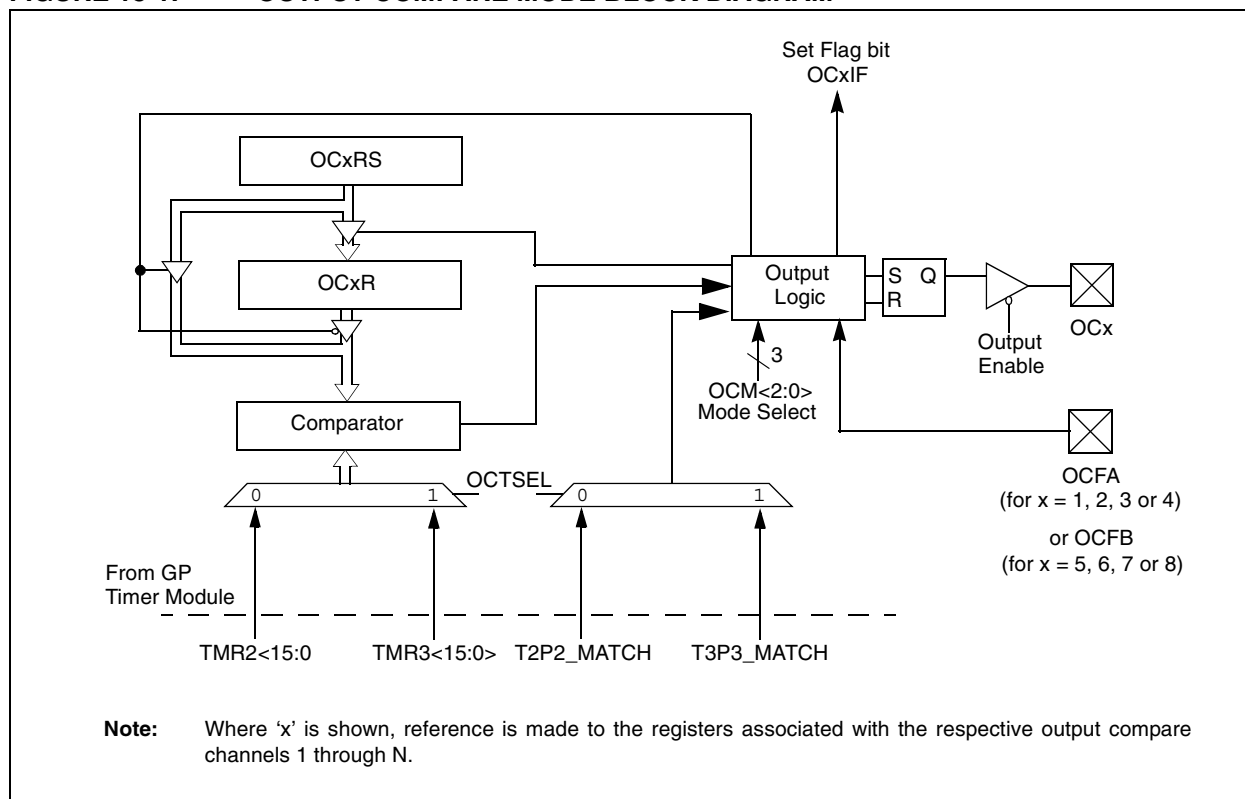 Set Flag bit
OCxIF
OCxRS
OCxR
Output
Logic
S Q
R
OCx
Output
Enable
3
OCM<2:0>
Mode Select
Comparator
OCTSEL
0 1
0 1
OCFA
(for x = 1, 2, 3 or 4)
or OCFB
(for x = 5, 6, 7 or 8)
From GP
Timer Module
TMR2<15:0 TMR3<15:0> T2P2_MATCH T3P3_MATCH
Note: Where ‘x’ is shown, reference is made to the registers associated with the respective output compare
channels 1 through N.